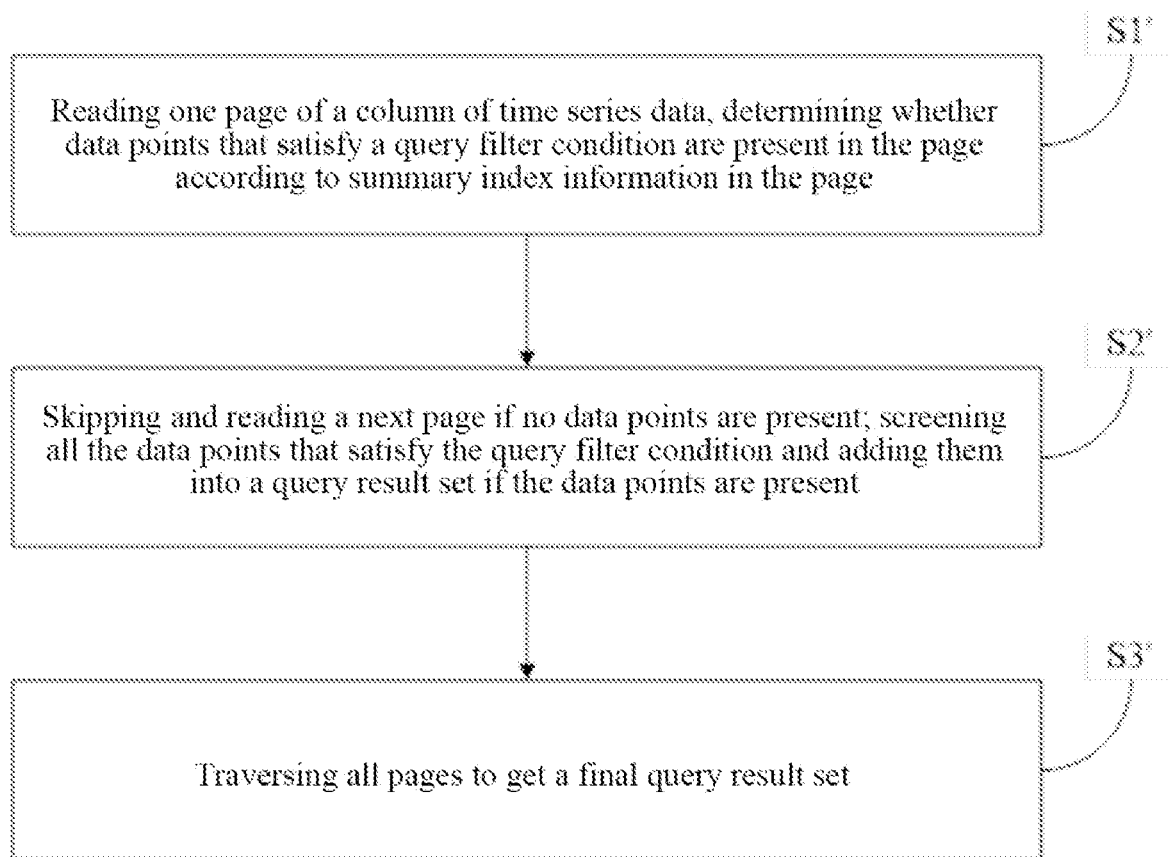 S1'
Reading one page of a column of time series data, determining whether
data points that satisfy a query filter condition are present in the page
according to summary index information in the page
S2'
Skipping and reading a next page if no data points are present; screening
all the data points that satisfy the query filter condition and adding them
into a query result set if the data points are present
S3'
Traversing all pages to get a final query result set